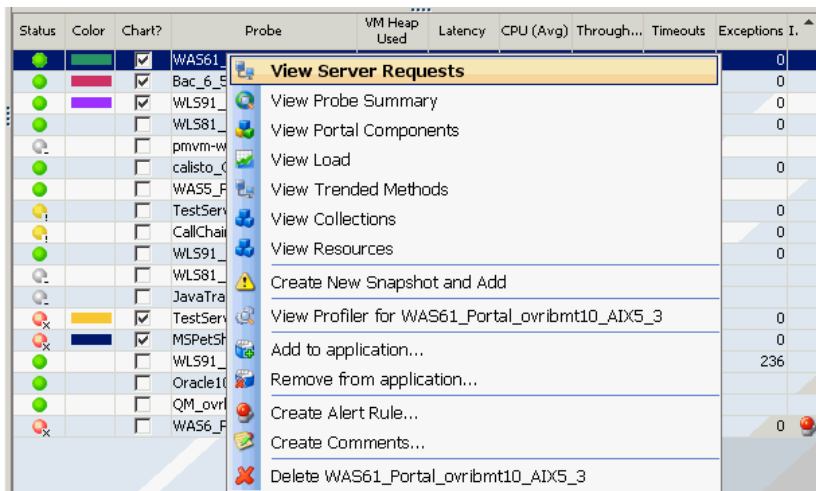 Status Color Chart? Probe VM Heap Used Latency CPU (Avg) Through... Timeouts Exceptions I.
WAS61_ 0
Bac_6_5 0
WLS91_ 0
WLS81_ 0
pmvm-w
calisto_ 0
WAS5_P
TestServ 0
CallChai 0
WLS91_ 0
WLS81_
JavaTra
TestServ 0
MSPetSh 0
WLS91_ 236
Oracle10
QM_ovrl
WAS6_P 0
View Server Requests
View Probe Summary
View Portal Components
View Load
View Trended Methods
View Collections
View Resources
Create New Snapshot and Add
View Profiler for WAS61_Portal_ovribmt10_AIX5_3
Add to application...
Remove from application...
Create Alert Rule...
Create Comments...
Delete WAS61_Portal_ovribmt10_AIX5_3